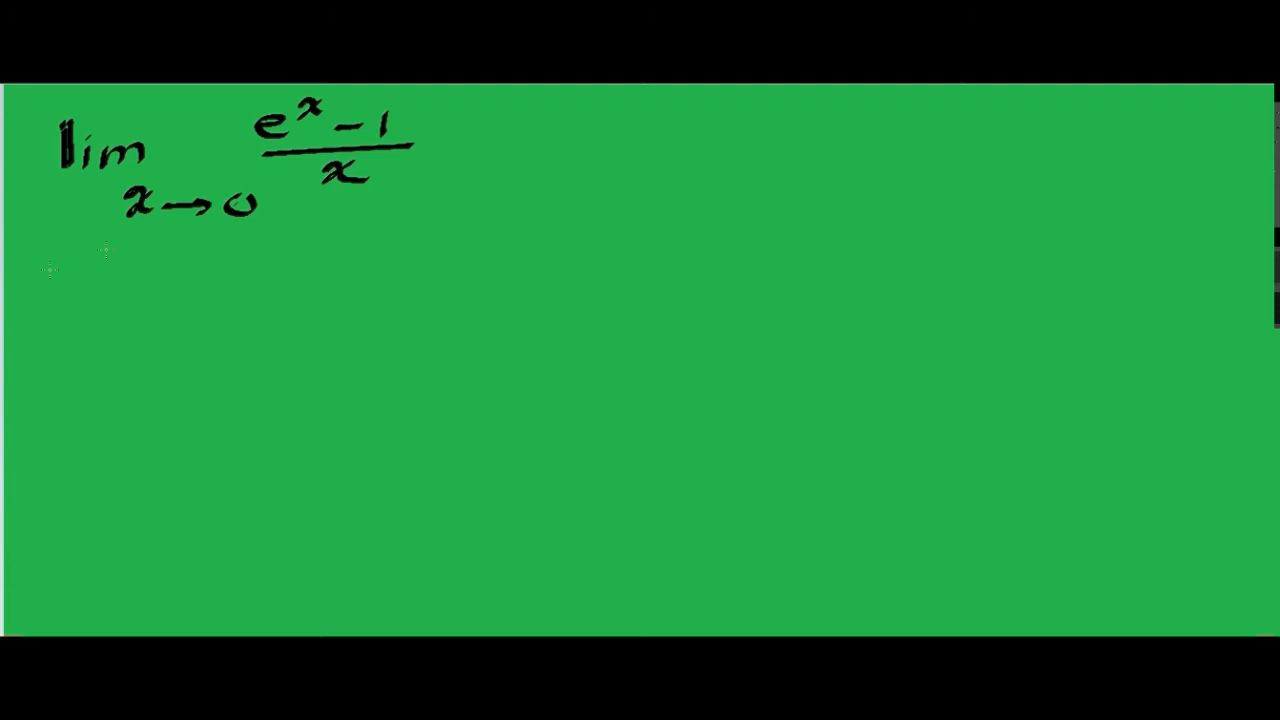 lim e^x - 1 / x
x → 0